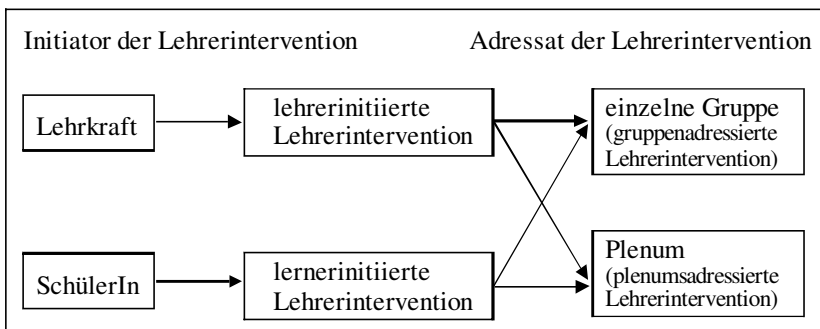 Initiator der Lehrerintervention
Adressat der Lehrerintervention
Lehrkraft
lehrerinitiierte
Lehrerintervention
einzelne Gruppe
(gruppenadressierte
Lehrerintervention)
SchülerIn
lernerinitiierte
Lehrerintervention
Plenum
(plenumsadressierte
Lehrerintervention)